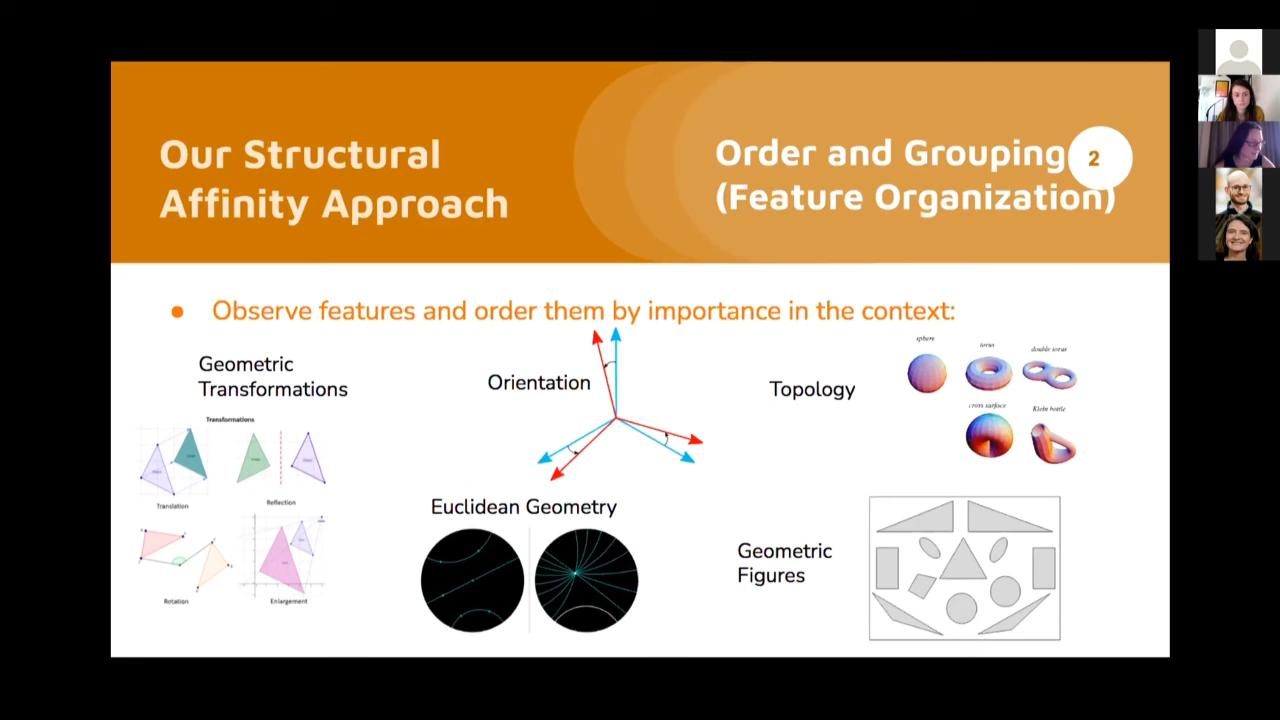 Our Structural
Affinity Approach
Order and Grouping
(Feature Organization)
2
● Observe features and order them by importance in the context:
Geometric
Transformations
Transformations
Translation
Reflection
Rotation
Enlargement
Orientation
Euclidean Geometry
Topology
sphere
torus
double torus
cross surface
Klein bottle
Geometric
Figures